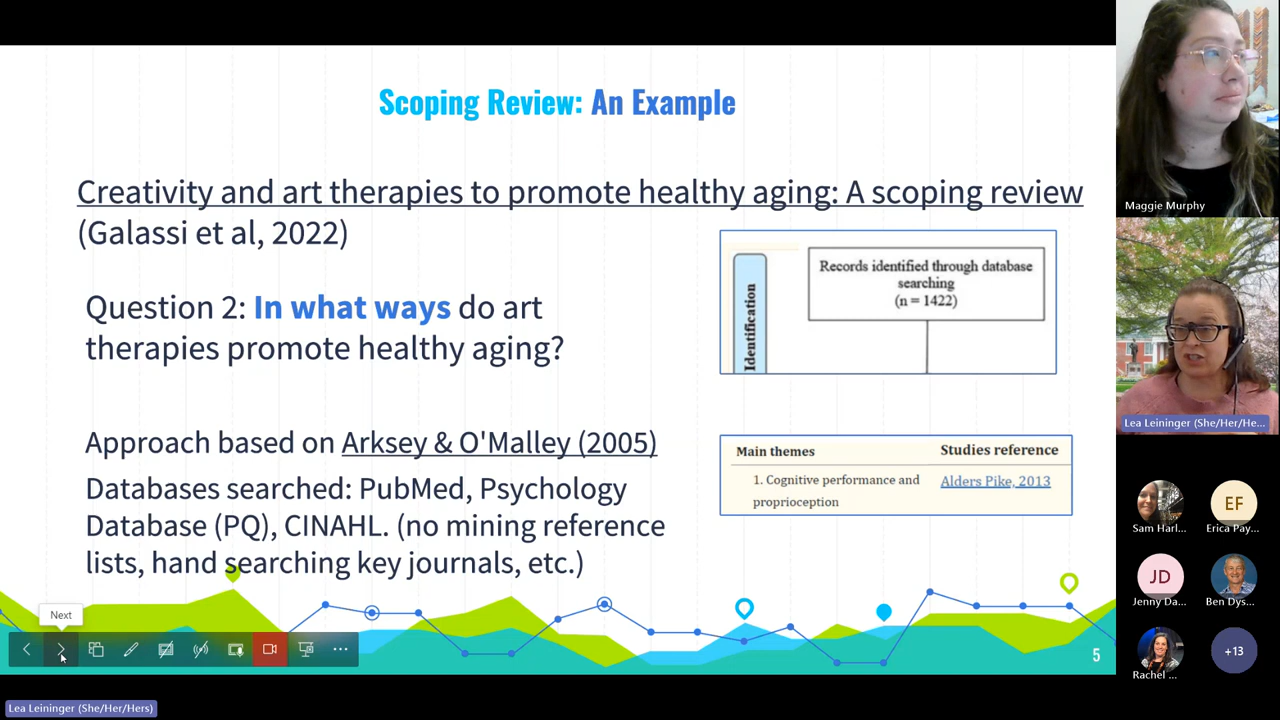 Scoping Review: An Example
Creativity and art therapies to promote healthy aging: A scoping review
(Galassi et al, 2022)
Question 2: In what ways do art
therapies promote healthy aging?
Approach based on Arksey & O'Malley (2005)
Databases searched: PubMed, Psychology
Database (PQ), CINAHL. (no mining reference
lists, hand searching key journals, etc.)
Identification
Records identified through database
searching
(n = 1422)
Main themes
Studies reference
1. Cognitive performance and
proprioception
Alders Pike, 2013
Next
5
Lea Leininger (She/Her/Hers)
Maggie Murphy
Lea Leininger (She/Her/He...
Sam Harl...
EF
Erica Pay...
JD
Jenny Da...
Ben Dys...
Rachel ...
+13